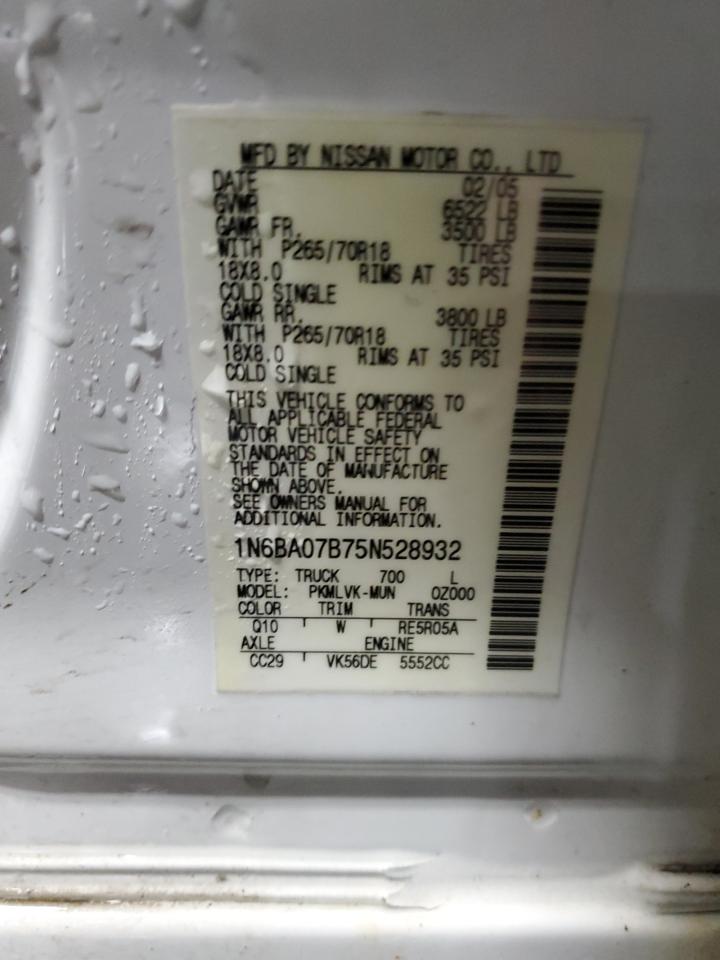 MFD BY NISSAN MOTOR CO., LTD
DATE 02/05
GVWR 6522 LB
GAWR FR. 3500 LB
WITH P265/70R18 TIRES
18X8.0 RIMS AT 35 PSI
COLD SINGLE
GAWR RR. 3800 LB
WITH P265/70R18 TIRES
18X8.0 RIMS AT 35 PSI
COLD SINGLE
THIS VEHICLE CONFORMS TO
ALL APPLICABLE FEDERAL
MOTOR VEHICLE SAFETY
STANDARDS IN EFFECT ON
THE DATE OF MANUFACTURE
SHOWN ABOVE.
SEE OWNERS MANUAL FOR
ADDITIONAL INFORMATION.
1N6BA07B75N528932
TYPE: TRUCK 700 L
MODEL: PKMLVK-MUN 0Z000
COLOR TRIM TRANS
Q10 W RE5R05A
AXLE ENGINE
CC29 VK56DE 5552CC